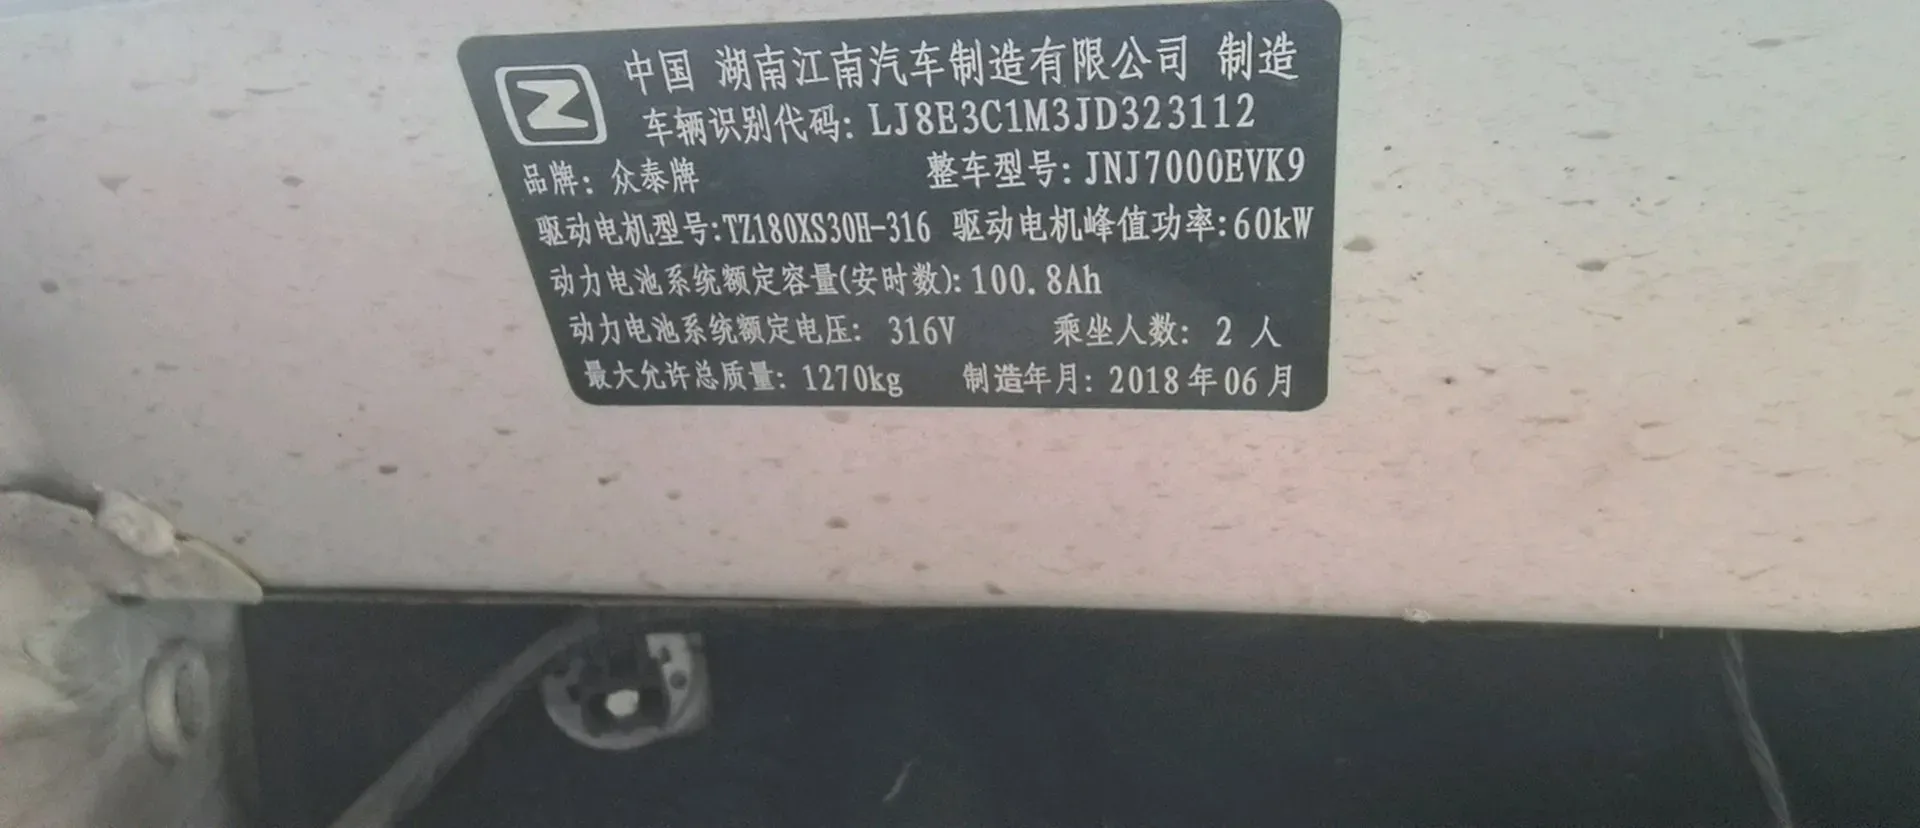 中国 湖南江南汽车制造有限公司 制造
车辆识别代码: LJ8E3C1M3JD323112
品牌: 众泰牌 整车型号: JNJ7000EVK9
驱动电机型号:TZ180XS30H-316 驱动电机峰值功率:60kW
动力电池系统额定容量(安时数): 100.8Ah
动力电池系统额定电压: 316V 乘坐人数: 2 人
最大允许总质量: 1270kg 制造年月: 2018年06月